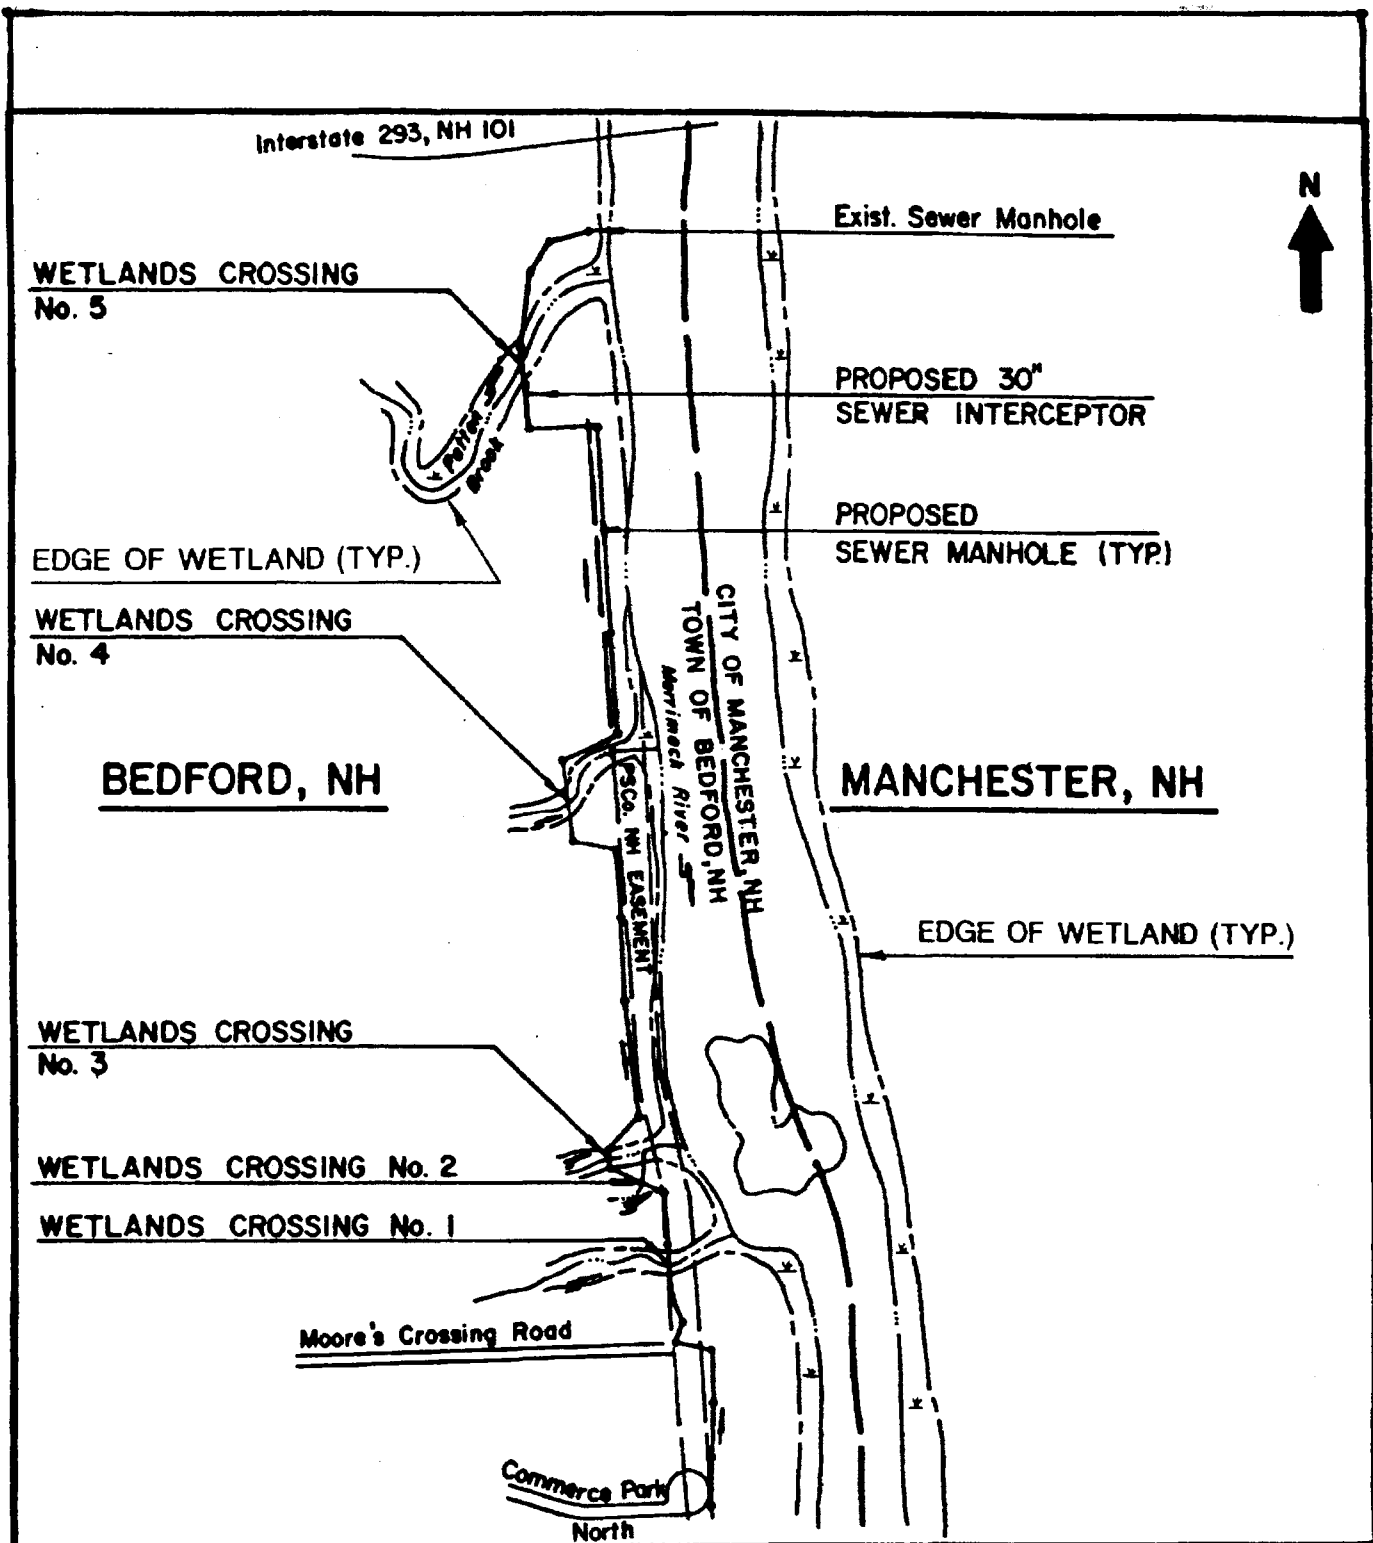 Interstate 293, NH 101
N
Exist. Sewer Manhole
WETLANDS CROSSING
No. 5
PROPOSED 30"
SEWER INTERCEPTOR
Patten
Brook
PROPOSED
SEWER MANHOLE (TYP.)
EDGE OF WETLAND (TYP.)
WETLANDS CROSSING
No. 4
CITY OF MANCHESTER, NH
TOWN OF BEDFORD, NH
Merrimack River
BEDFORD, NH
MANCHESTER, NH
PSCo. NH EASEMENT
EDGE OF WETLAND (TYP.)
WETLANDS CROSSING
No. 3
WETLANDS CROSSING No. 2
WETLANDS CROSSING No. 1
Moore's Crossing Road
Commerce Park
North